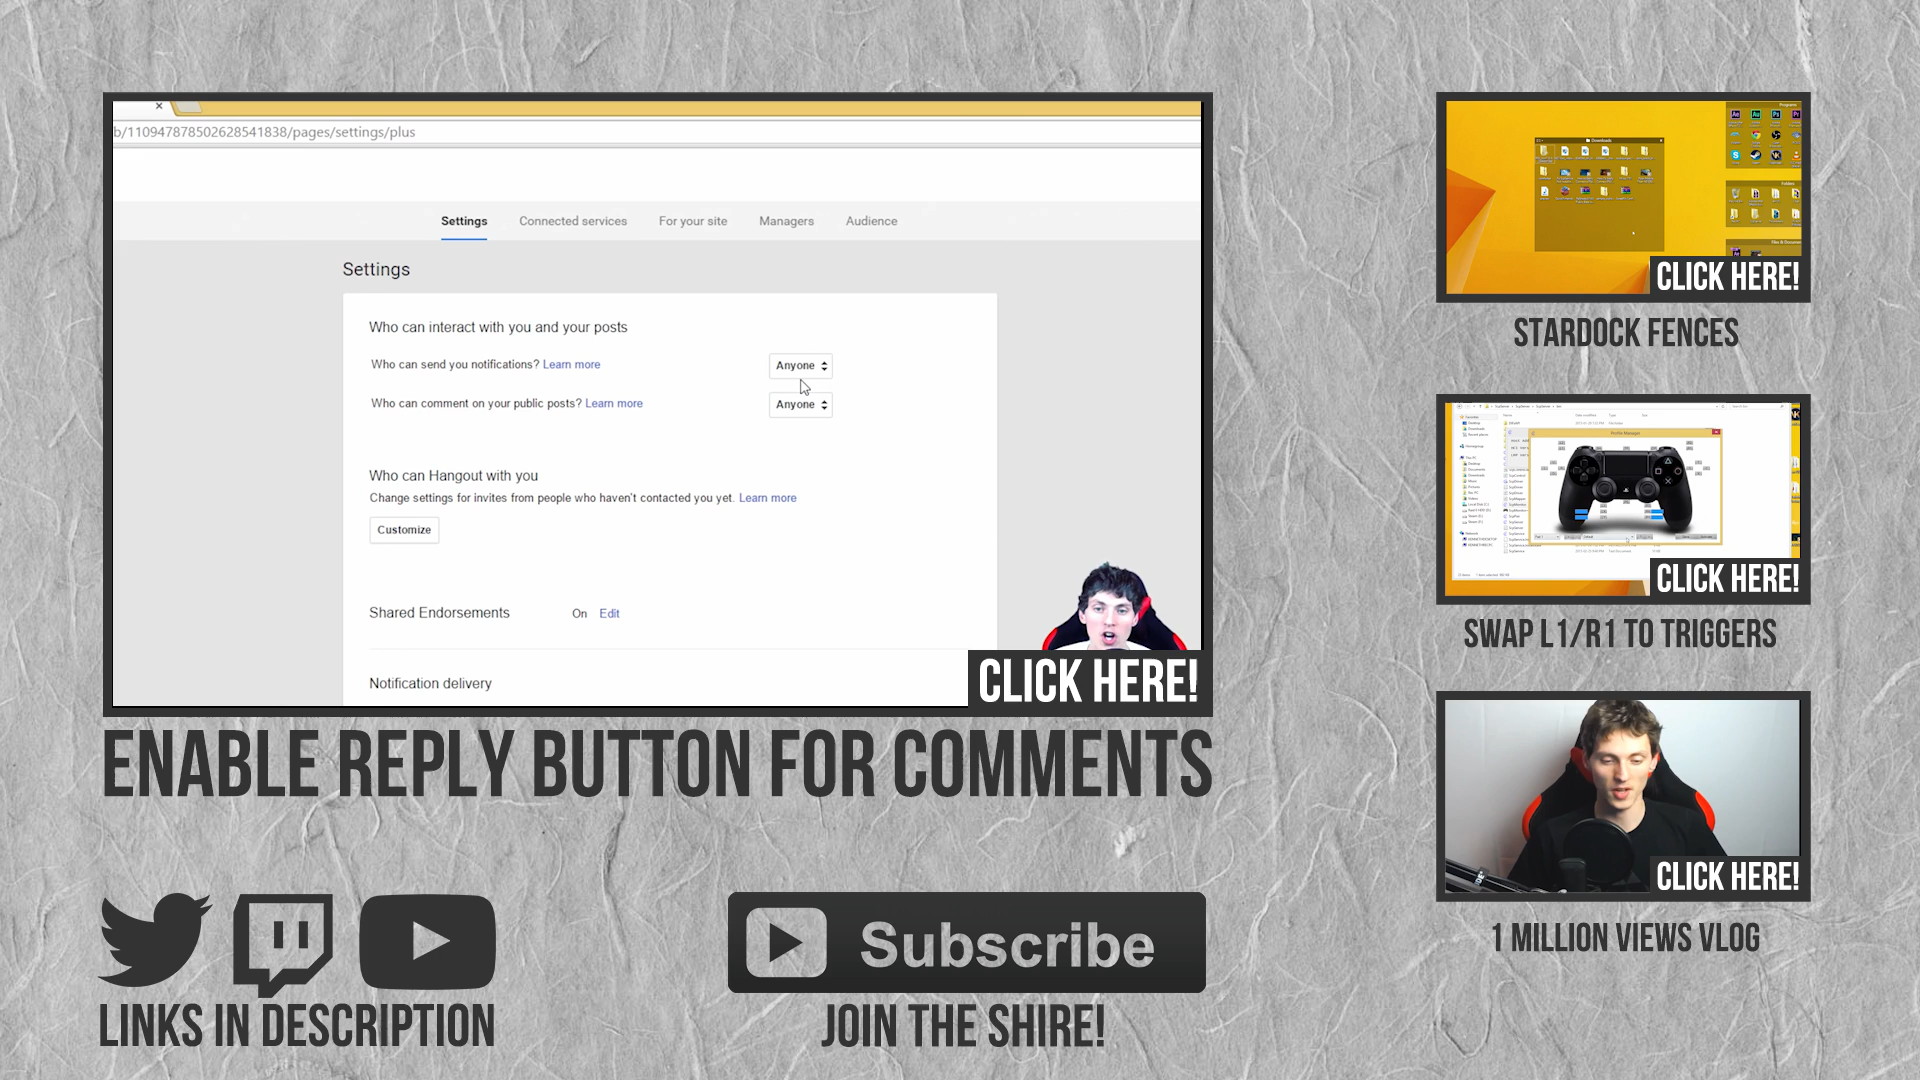 b/110947878502628541838/pages/settings/plus
Settings Connected services For your site Managers Audience
Settings
Who can interact with you and your posts
Who can send you notifications? Learn more Anyone
Who can comment on your public posts? Learn more Anyone
Who can Hangout with you
Change settings for invites from people who haven't contacted you yet. Learn more
Customize
Shared Endorsements On Edit
Notification delivery
CLICK HERE!
ENABLE REPLY BUTTON FOR COMMENTS
LINKS IN DESCRIPTION
Subscribe
JOIN THE SHIRE!
Programs
Downloads
Folders
CLICK HERE!
STARDOCK FENCES
Profile Manager
CLICK HERE!
SWAP L1/R1 TO TRIGGERS
CLICK HERE!
1 MILLION VIEWS VLOG